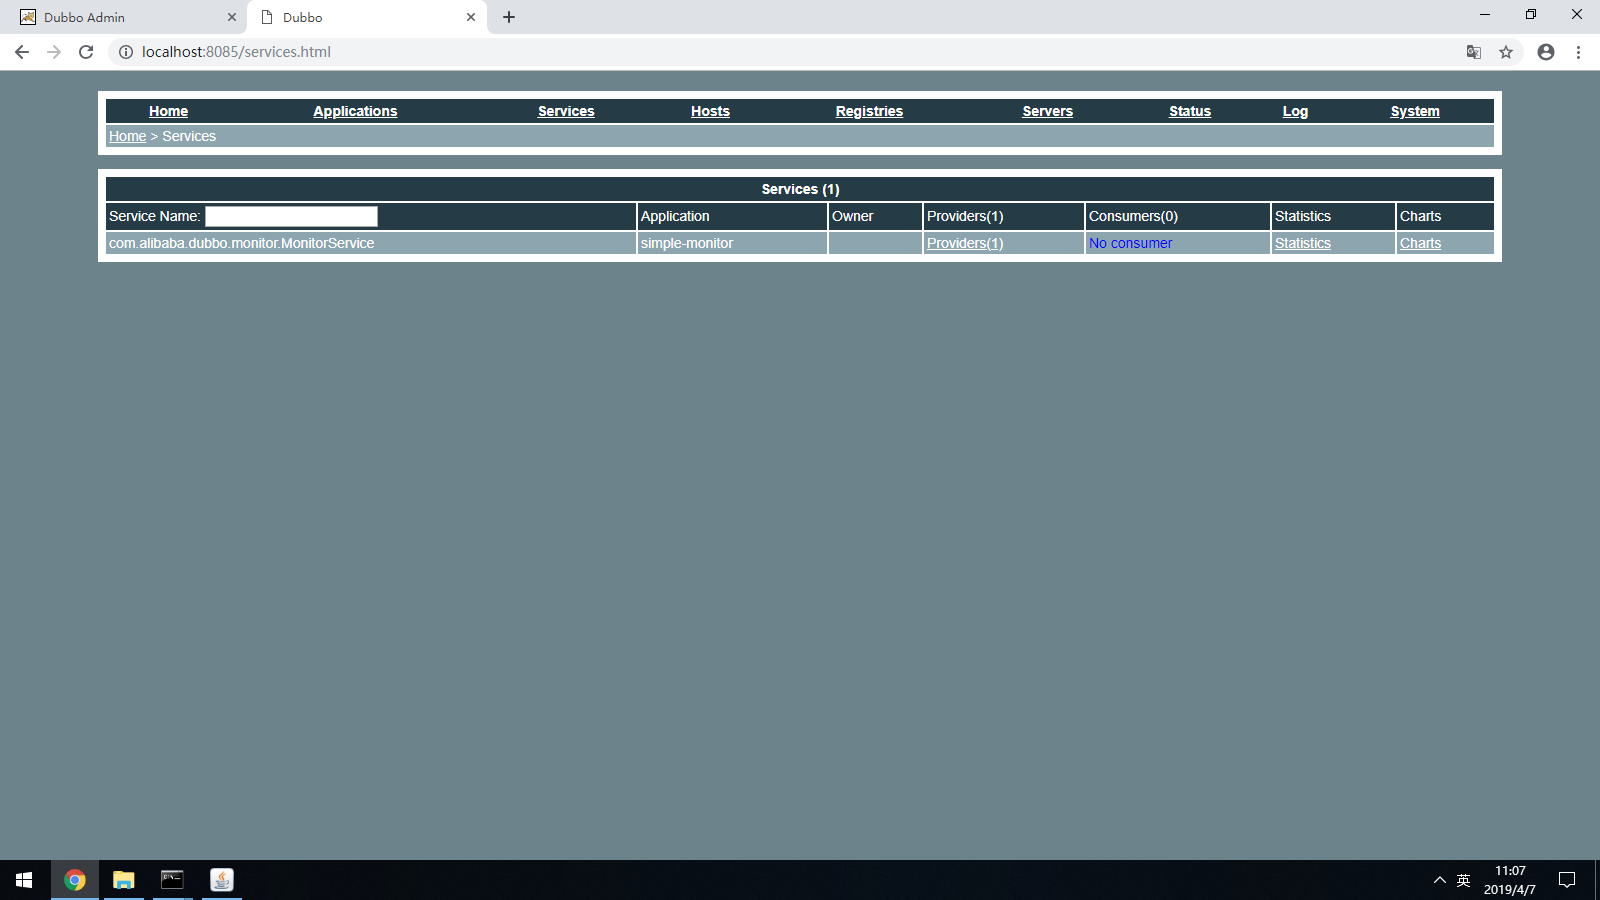 Dubbo Admin
Dubbo
localhost:8085/services.html
Home Applications Services Hosts Registries Servers Status Log System
Home > Services
Services (1)
Service Name: Application Owner Providers(1) Consumers(0) Statistics Charts
com.alibaba.dubbo.monitor.MonitorService simple-monitor Providers(1) No consumer Statistics Charts
英
11:07
2019/4/7